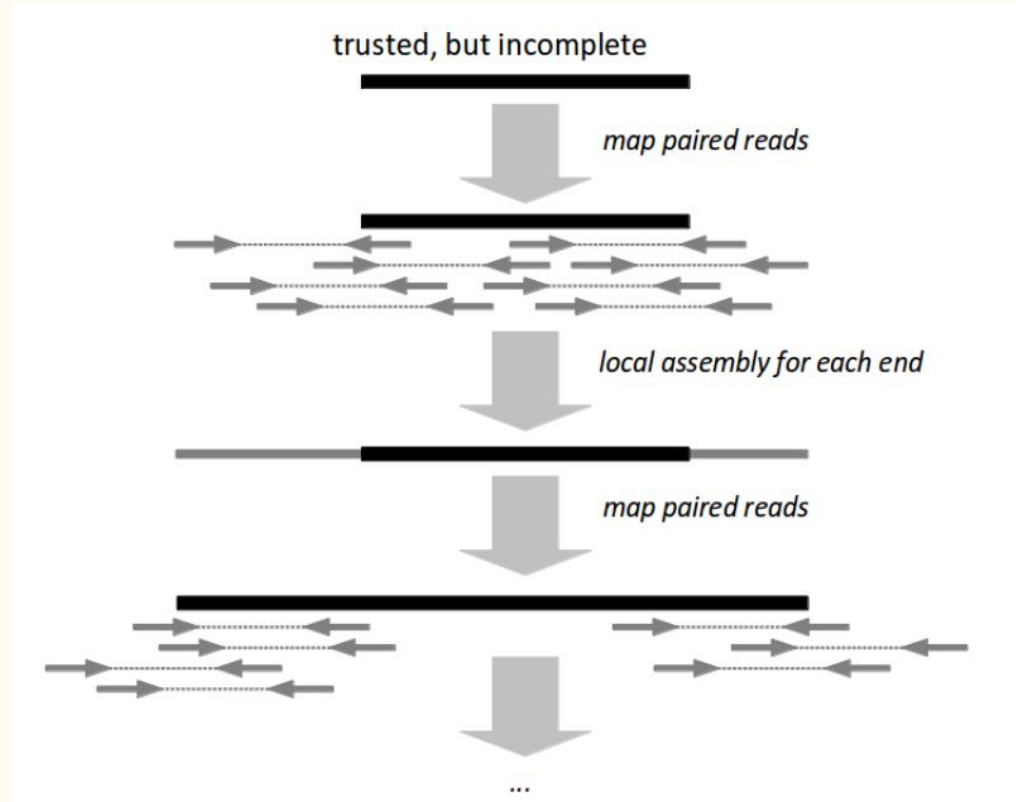 trusted, but incomplete
map paired reads
local assembly for each end
map paired reads
...